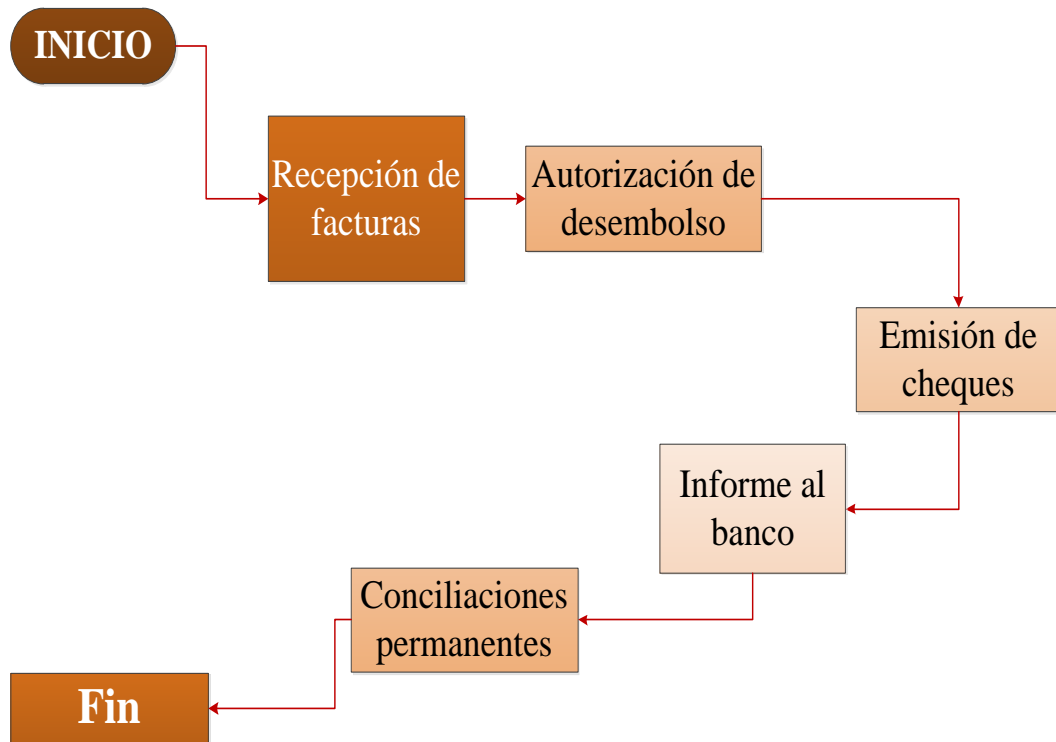 INICIO
Recepción de
facturas
Autorización de
desembolso
Emisión de
cheques
Informe al
banco
Conciliaciones
permanentes
Fin